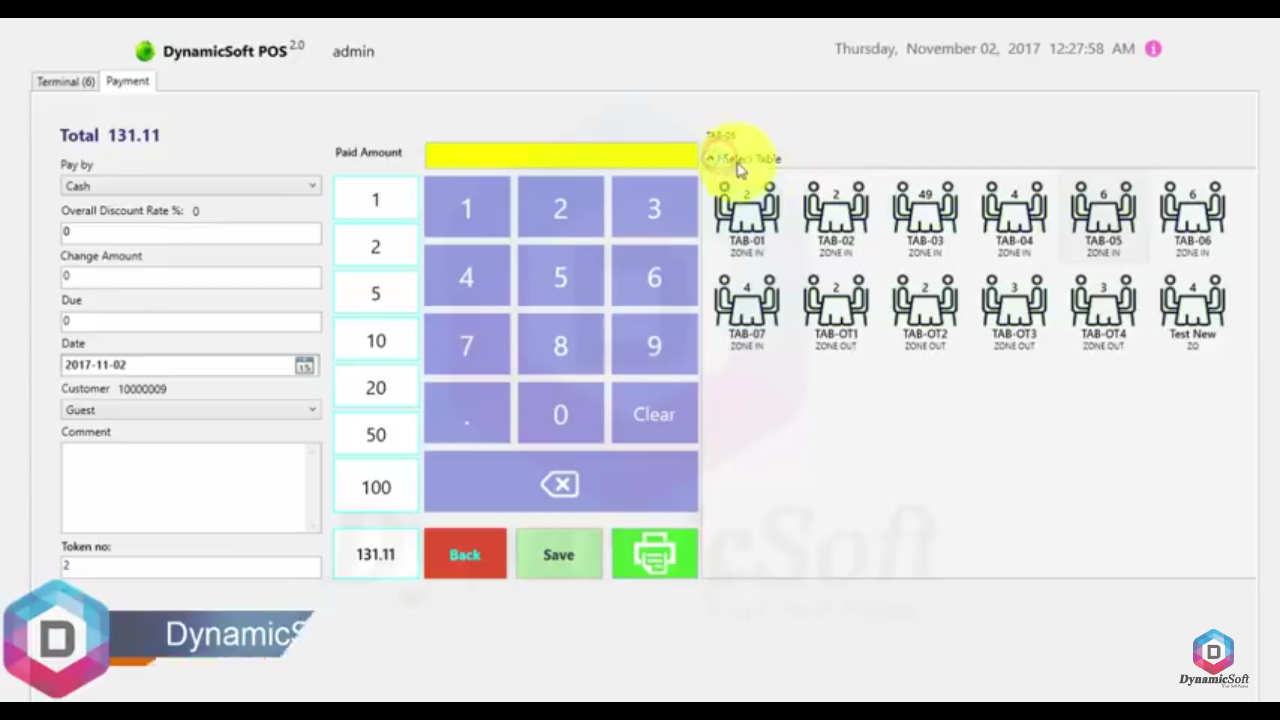 DynamicSoft POS 2.0
admin
Thursday, November 02, 2017 12:27:58 AM
Terminal (6)
Payment
Total 131.11
Pay by
Cash
Overall Discount Rate %: 0
0
Change Amount
0
Due
0
Date
2017-11-02
15
Customer 10000009
Guest
Comment
Token no:
2
Paid Amount
1
2
5
10
20
50
100
131.11
1 2 3
4 5 6
7 8 9
. 0 Clear
Back
Save
TAB-05
Select Table
2 2 49 4 6 6
TAB-01 TAB-02 TAB-03 TAB-04 TAB-05 TAB-06
ZONE IN ZONE IN ZONE IN ZONE IN ZONE IN ZONE IN
4 2 2 3 3 4
TAB-07 TAB-OT1 TAB-OT2 TAB-OT3 TAB-OT4 Test New
ZONE IN ZONE OUT ZONE OUT ZONE OUT ZONE OUT ZO
D DynamicS
D
DynamicSoft